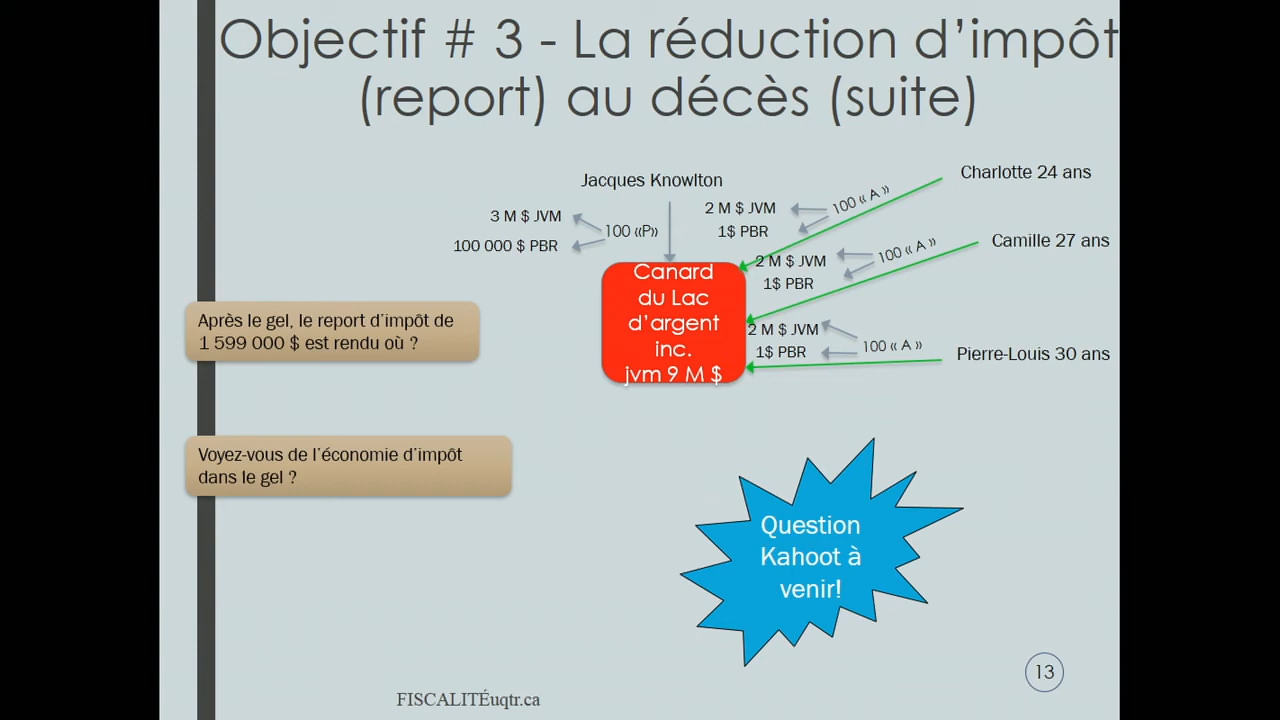 Objectif # 3 - La réduction d'impôt
(report) au décès (suite)
Jacques Knowlton
Charlotte 24 ans
3 M $ JVM
100 «P»
100 000 $ PBR
2 M $ JVM
100 « A »
1$ PBR
Camille 27 ans
2 M $ JVM
100 « A »
1$ PBR
Canard
du Lac
d'argent
inc.
jvm 9 M $
2 M $ JVM
100 « A »
1$ PBR
Pierre-Louis 30 ans
Après le gel, le report d'impôt de
1 599 000 $ est rendu où ?
Voyez-vous de l'économie d'impôt
dans le gel ?
Question
Kahoot à
venir!
13
FISCALITÉuqtr.ca